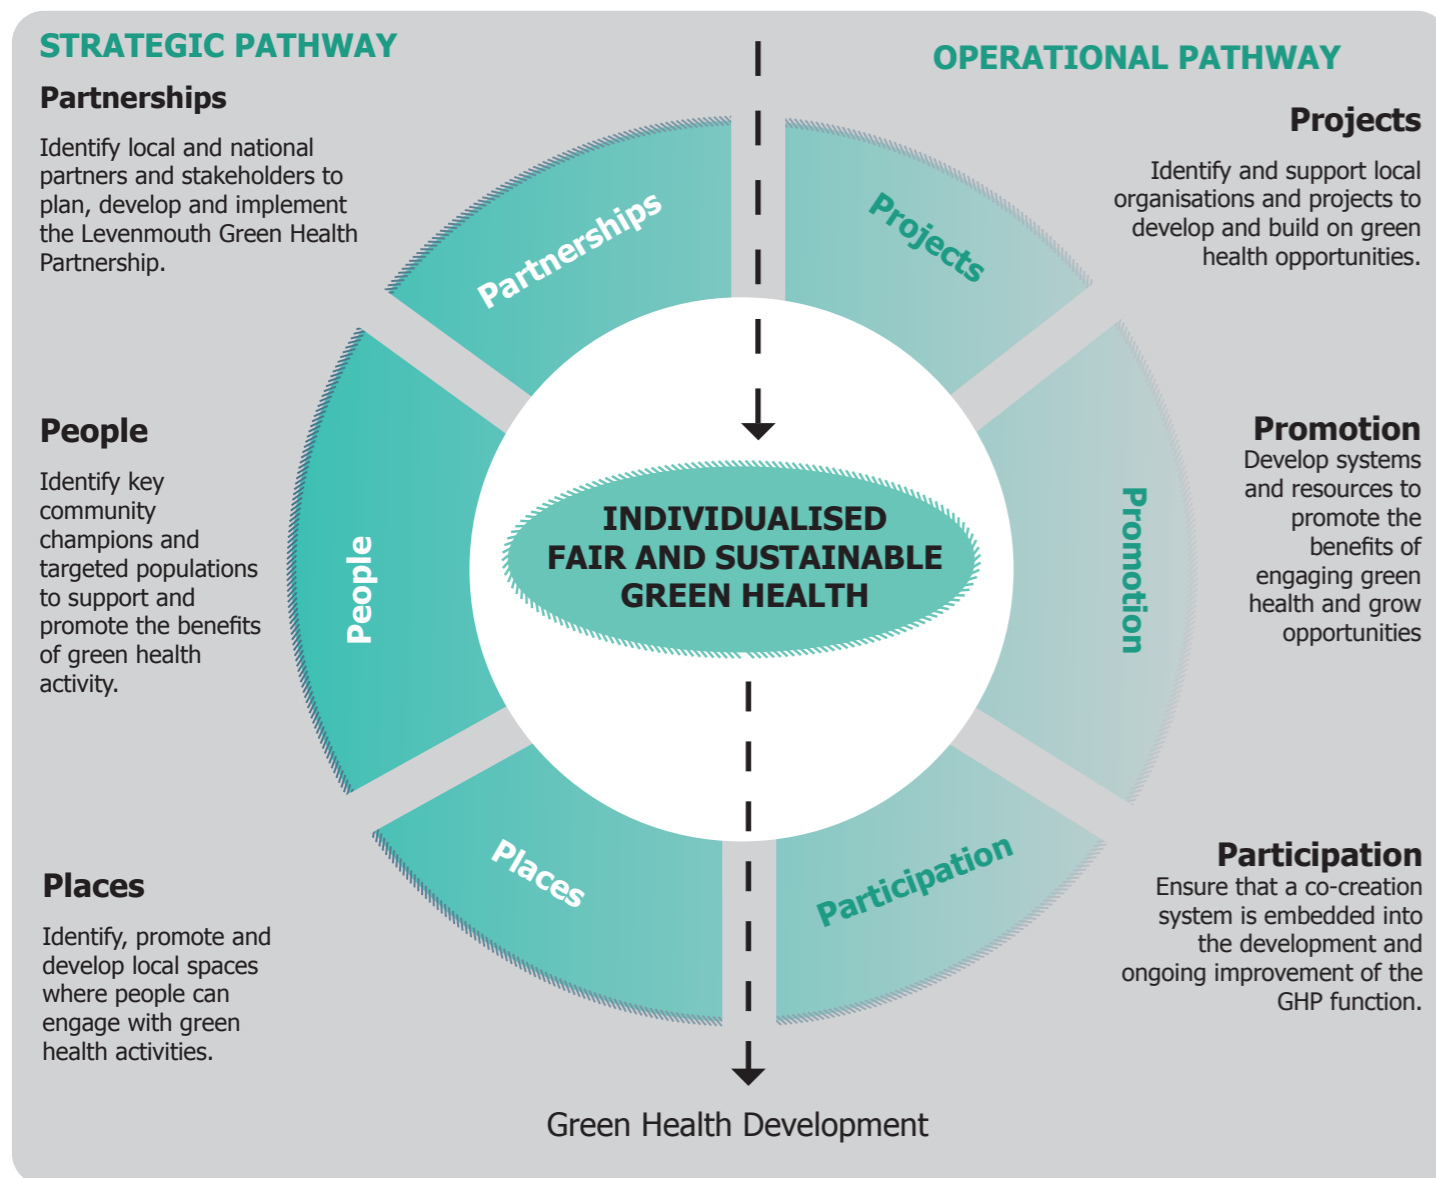 STRATEGIC PATHWAY
Partnerships
Identify local and national
partners and stakeholders to
plan, develop and implement
the Levenmouth Green Health
Partnership.
People
Identify key
community
champions and
targeted populations
to support and
promote the benefits
of green health
activity.
Places
Identify, promote and
develop local spaces
where people can
engage with green
health activities.
Partnerships
People
Places
INDIVIDUALISED
FAIR AND SUSTAINABLE
GREEN HEALTH
Green Health Development
Projects
Promotion
Participation
OPERATIONAL PATHWAY
Projects
Identify and support local
organisations and projects to
develop and build on green
health opportunities.
Promotion
Develop systems
and resources to
promote the
benefits of
engaging green
health and grow
opportunities
Participation
Ensure that a co-creation
system is embedded into
the development and
ongoing improvement of the
GHP function.